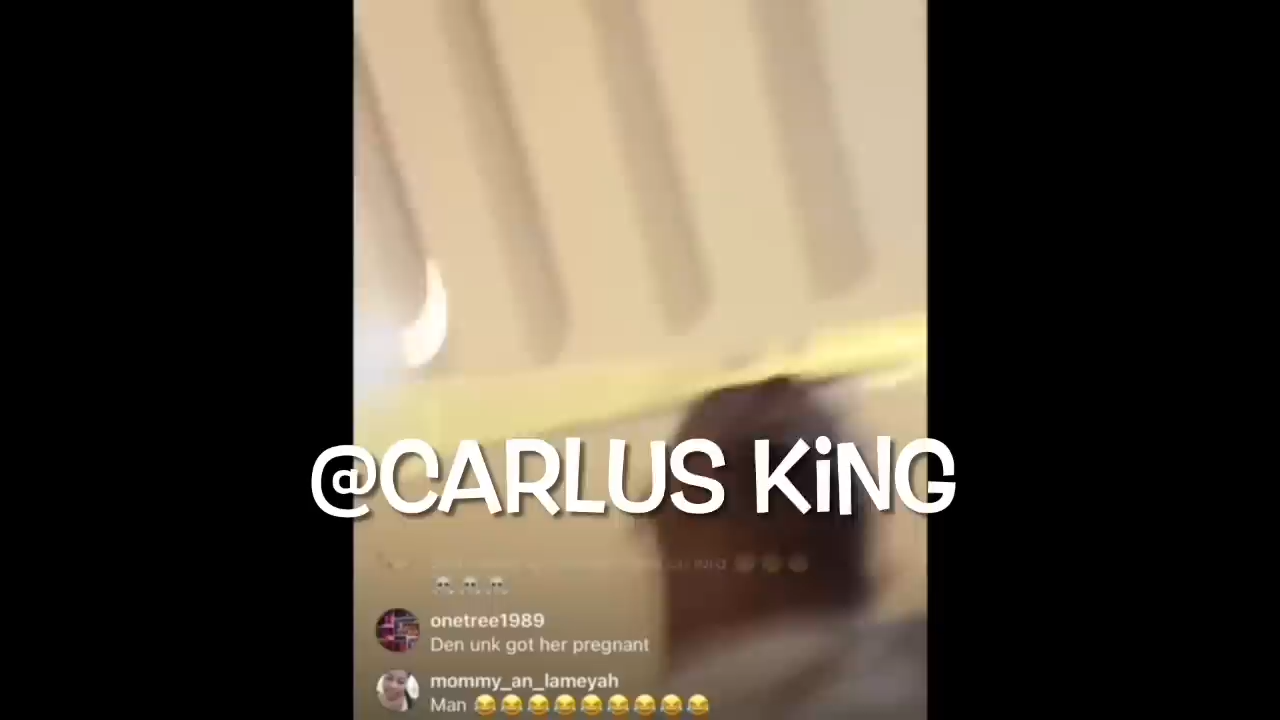 @CARLUS KiNG
💀💀💀
onetree1989
Den unk got her pregnant
mommy_an_lameyah
Man 😂😂😂😂😂😂😂😂😂